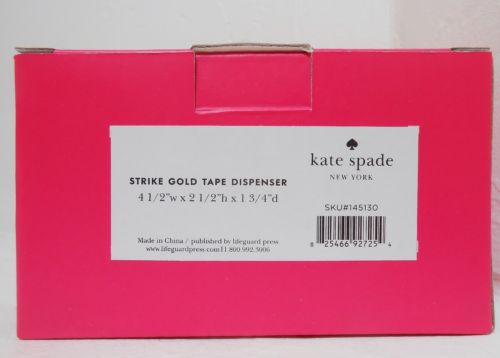 STRIKE GOLD TAPE DISPENSER
4 1/2"w x 2 1/2"h x 1 3/4"d
Made in China / published by lifeguard press
www.lifeguardpress.com | 1 800.992.3006
kate spade
NEW YORK
SKU#145130
8 25466 92725 4